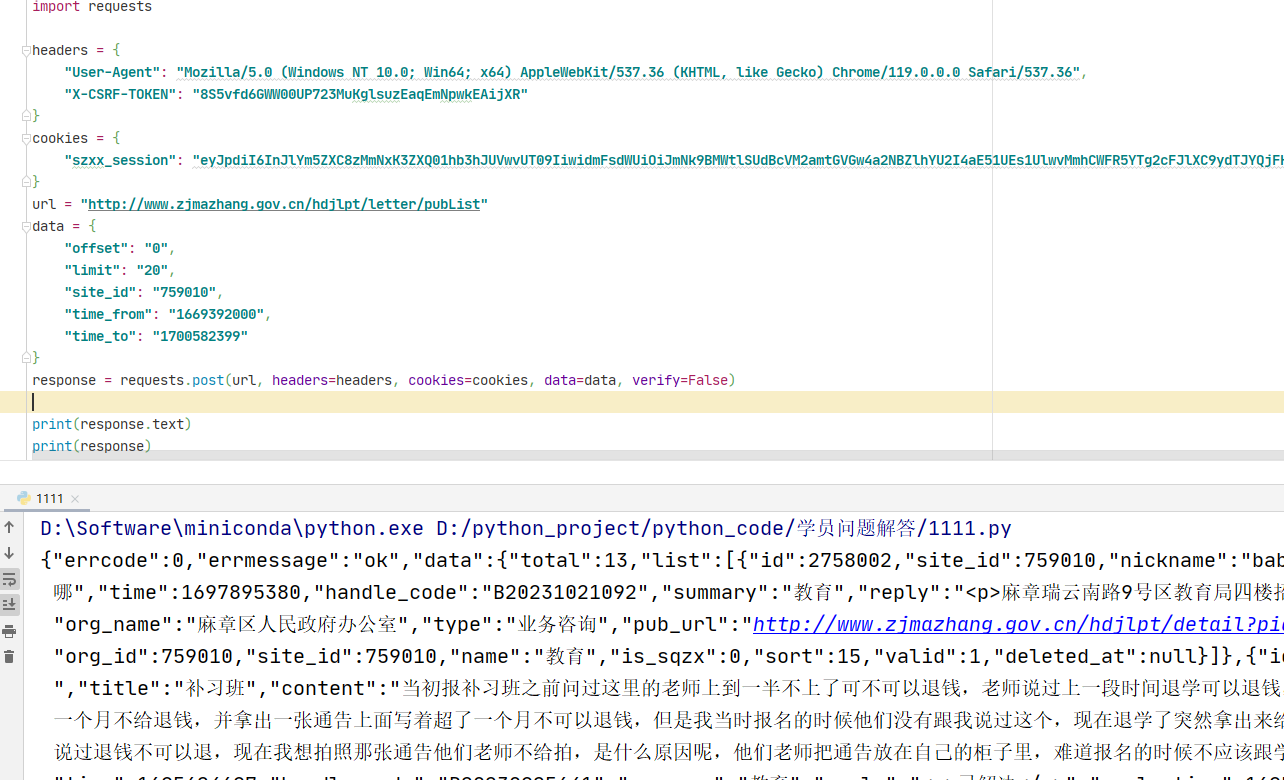 import requests
headers = {
"User-Agent": "Mozilla/5.0 (Windows NT 10.0; Win64; x64) AppleWebKit/537.36 (KHTML, like Gecko) Chrome/119.0.0.0 Safari/537.36",
"X-CSRF-TOKEN": "8S5vfd6GWW00UP723MuKglsuzEaqEmNpwkEAijXR"
}
cookies = {
"szxx_session": 
}
url = "http://www.zjmazhang.gov.cn/hdjlpt/letter/pubList"
data = {
"offset": "0",
"limit": "20",
"site_id": "759010",
"time_from": "1669392000",
"time_to": "1700582399"
}
response = requests.post(url, headers=headers, cookies=cookies, data=data, verify=False)
print(response.text)
print(response)
1111
D:\Software\miniconda\python.exe D:/python_project/python_code/学员问题解答/1111.py
{"errcode":0,"errmessage":"ok","data":{"total":13,"list":[{"id":2758002,"site_id":759010,"nickname":"bab
哪","time":1697895380,"handle_code":"B20231021092","summary":"教育","reply":"<p>麻章瑞云南路9号区教育局四楼招
"org_name":"麻章区人民政府办公室","type":"业务咨询","pub_url":"http://www.zjmazhang.gov.cn/hdjlpt/detail?pid
"org_id":759010,"site_id":759010,"name":"教育","is_sqzx":0,"sort":15,"valid":1,"deleted_at":null}]},{"id
","title":"补习班","content":"当初报补习班之前问过这里的老师上到一半不上了可不可以退钱，老师说过上一段时间退学可以退钱
一个月不给退钱，并拿出一张通告上面写着超了一个月不可以退钱，但是我当时报名的时候他们没有跟我说过这个，现在退学了突然拿出来给
说过退钱不可以退，现在我想拍照那张通告他们老师不给拍，是什么原因呢，他们老师把通告放在自己的柜子里，难道报名的时候不应该跟学